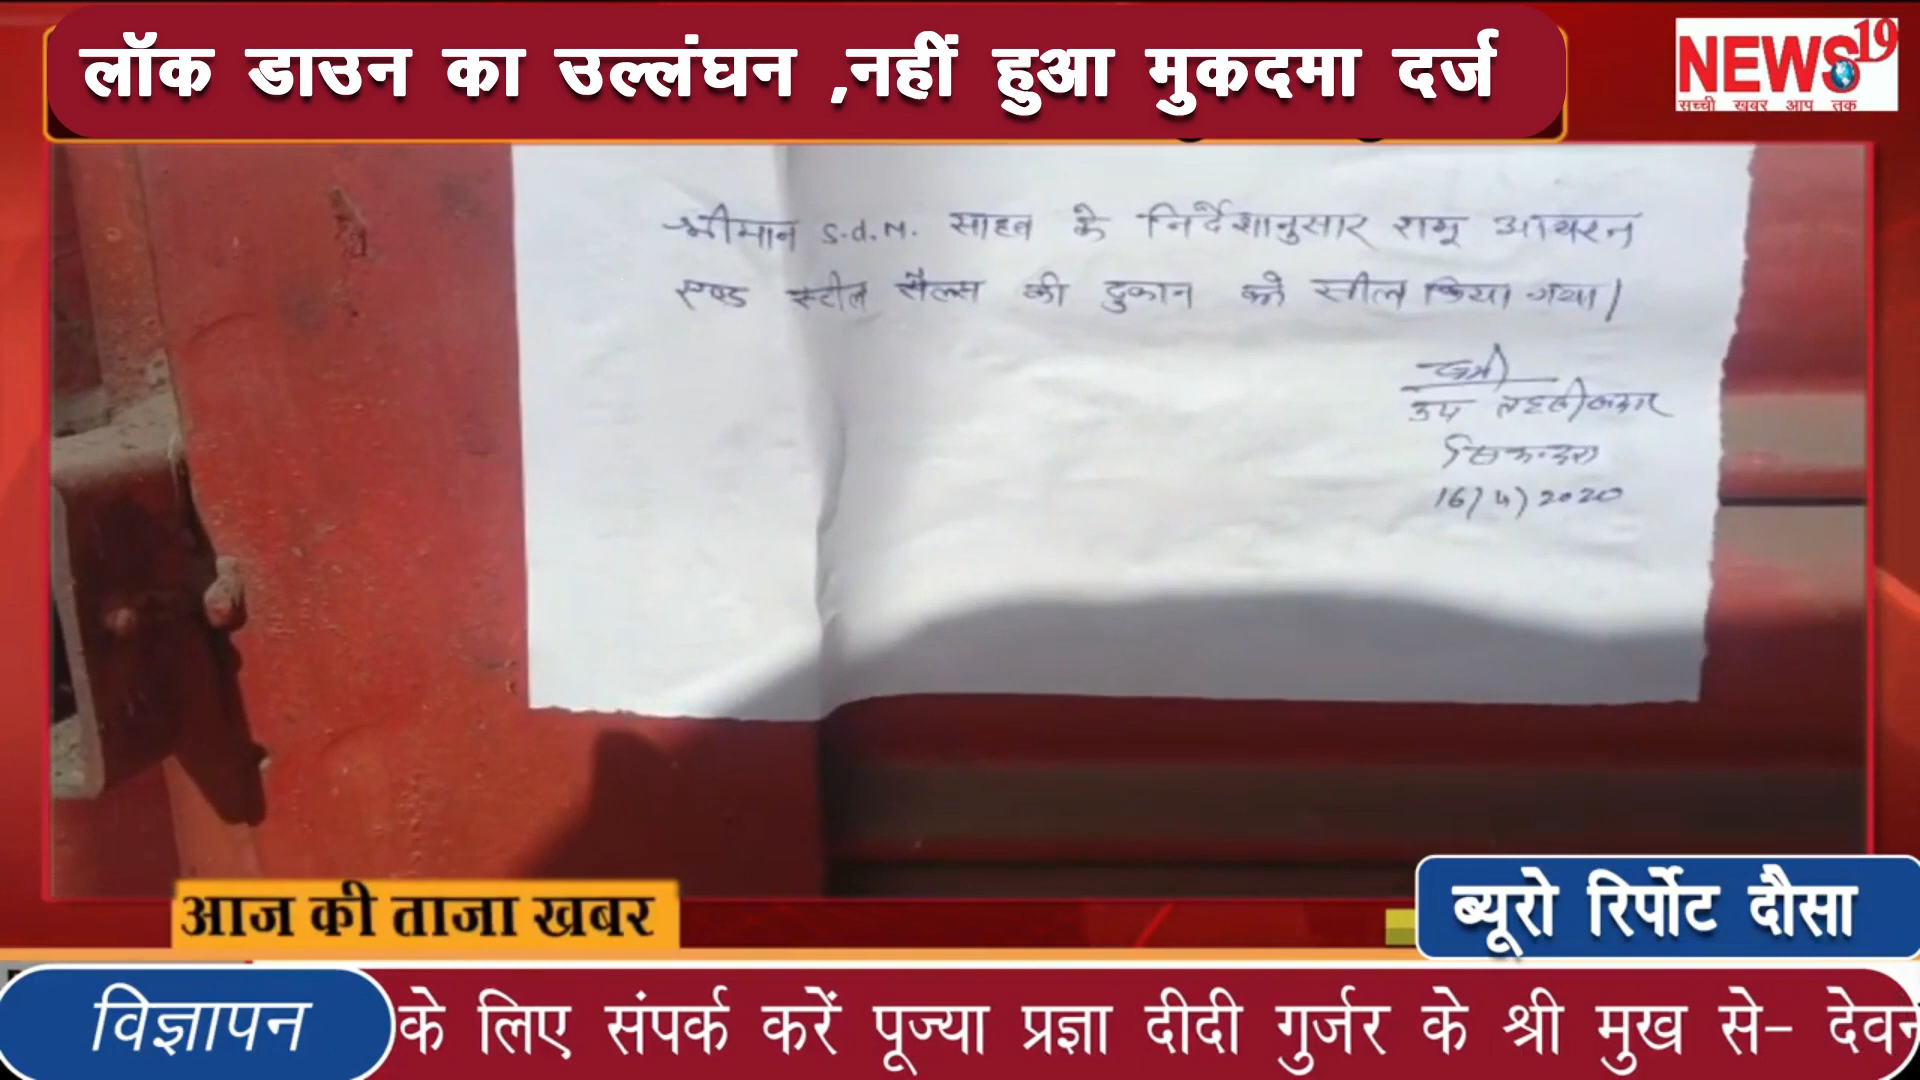 लॉक डाउन का उल्लंघन ,नहीं हुआ मुकदमा दर्ज
NEWS19
सच्ची खबर आप तक
श्रीमान S.d.M. साहब के निर्देशानुसार रामू आयरन
एण्ड स्टील सैल्स की दुकान को सील किया गया।
उप तहसीलदार
सिकन्दरा
16/4/2020
आज की ताजा खबर
ब्यूरो रिर्पोट दौसा
विज्ञापन के लिए संपर्क करें पूज्या प्रज्ञा दीदी गुर्जर के श्री मुख से- देवन